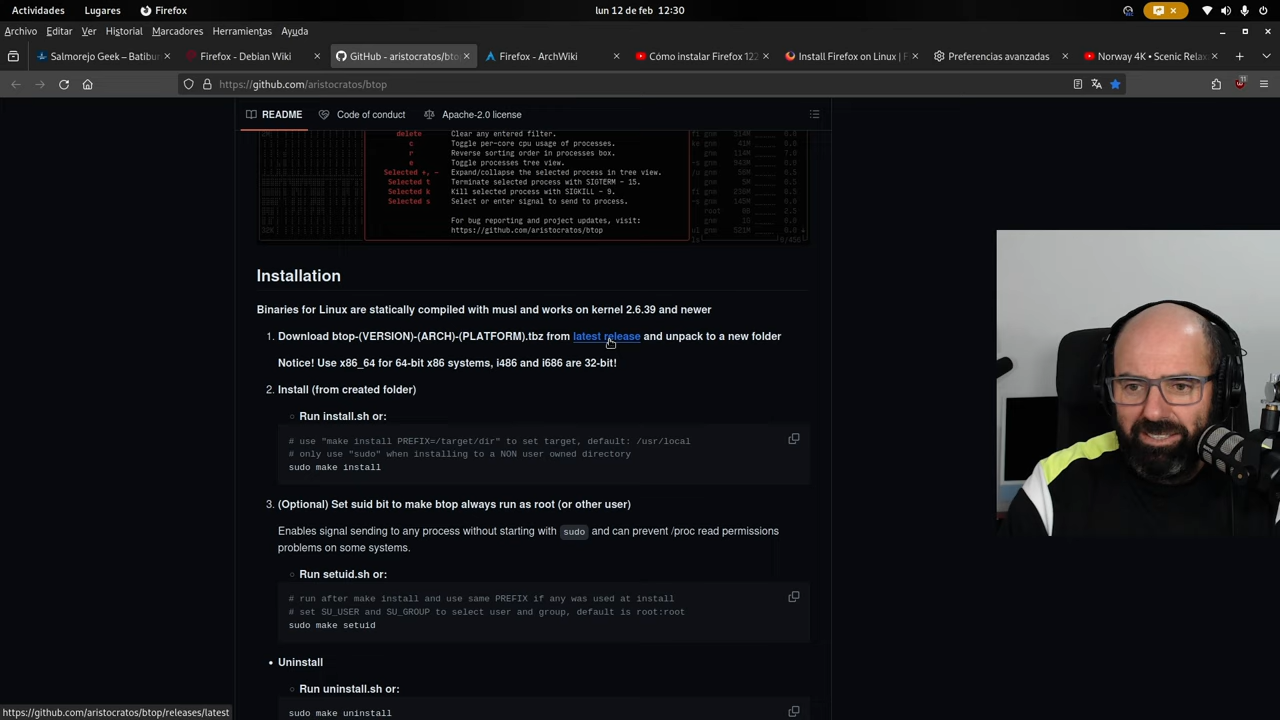 Actividades Lugares Firefox lun 12 de feb 12:30
Archivo Editar Ver Historial Marcadores Herramientas Ayuda
Salmorejo Geek – Batibur Firefox - Debian Wiki GitHub - aristocratos/btop Firefox - ArchWiki Cómo instalar Firefox 122 Install Firefox on Linux | F Preferencias avanzadas Norway 4K • Scenic Relax
https://github.com/aristocratos/btop 11
README Code of conduct Apache-2.0 license
delete Clear any entered filter.
c Toggle per-core cpu usage of processes.
r Reverse sorting order in processes box.
e Toggle processes tree view.
Selected +, - Expand/collapse the selected process in tree view.
Selected t Terminate selected process with SIGTERM - 15.
Selected k Kill selected process with SIGKILL - 9.
Selected s Select or enter signal to send to process.
For bug reporting and project updates, visit:
https://github.com/aristocratos/btop
Installation
Binaries for Linux are statically compiled with musl and works on kernel 2.6.39 and newer
1. Download btop-(VERSION)-(ARCH)-(PLATFORM).tbz from latest release and unpack to a new folder
Notice! Use x86_64 for 64-bit x86 systems, i486 and i686 are 32-bit!
2. Install (from created folder)
Run install.sh or:
# use "make install PREFIX=/target/dir" to set target, default: /usr/local
# only use "sudo" when installing to a NON user owned directory
sudo make install
3. (Optional) Set suid bit to make btop always run as root (or other user)
Enables signal sending to any process without starting with sudo and can prevent /proc read permissions
problems on some systems.
Run setuid.sh or:
# run after make install and use same PREFIX if any was used at install
# set SU_USER and SU_GROUP to select user and group, default is root:root
sudo make setuid
Uninstall
Run uninstall.sh or:
sudo make uninstall
https://github.com/aristocratos/btop/releases/latest